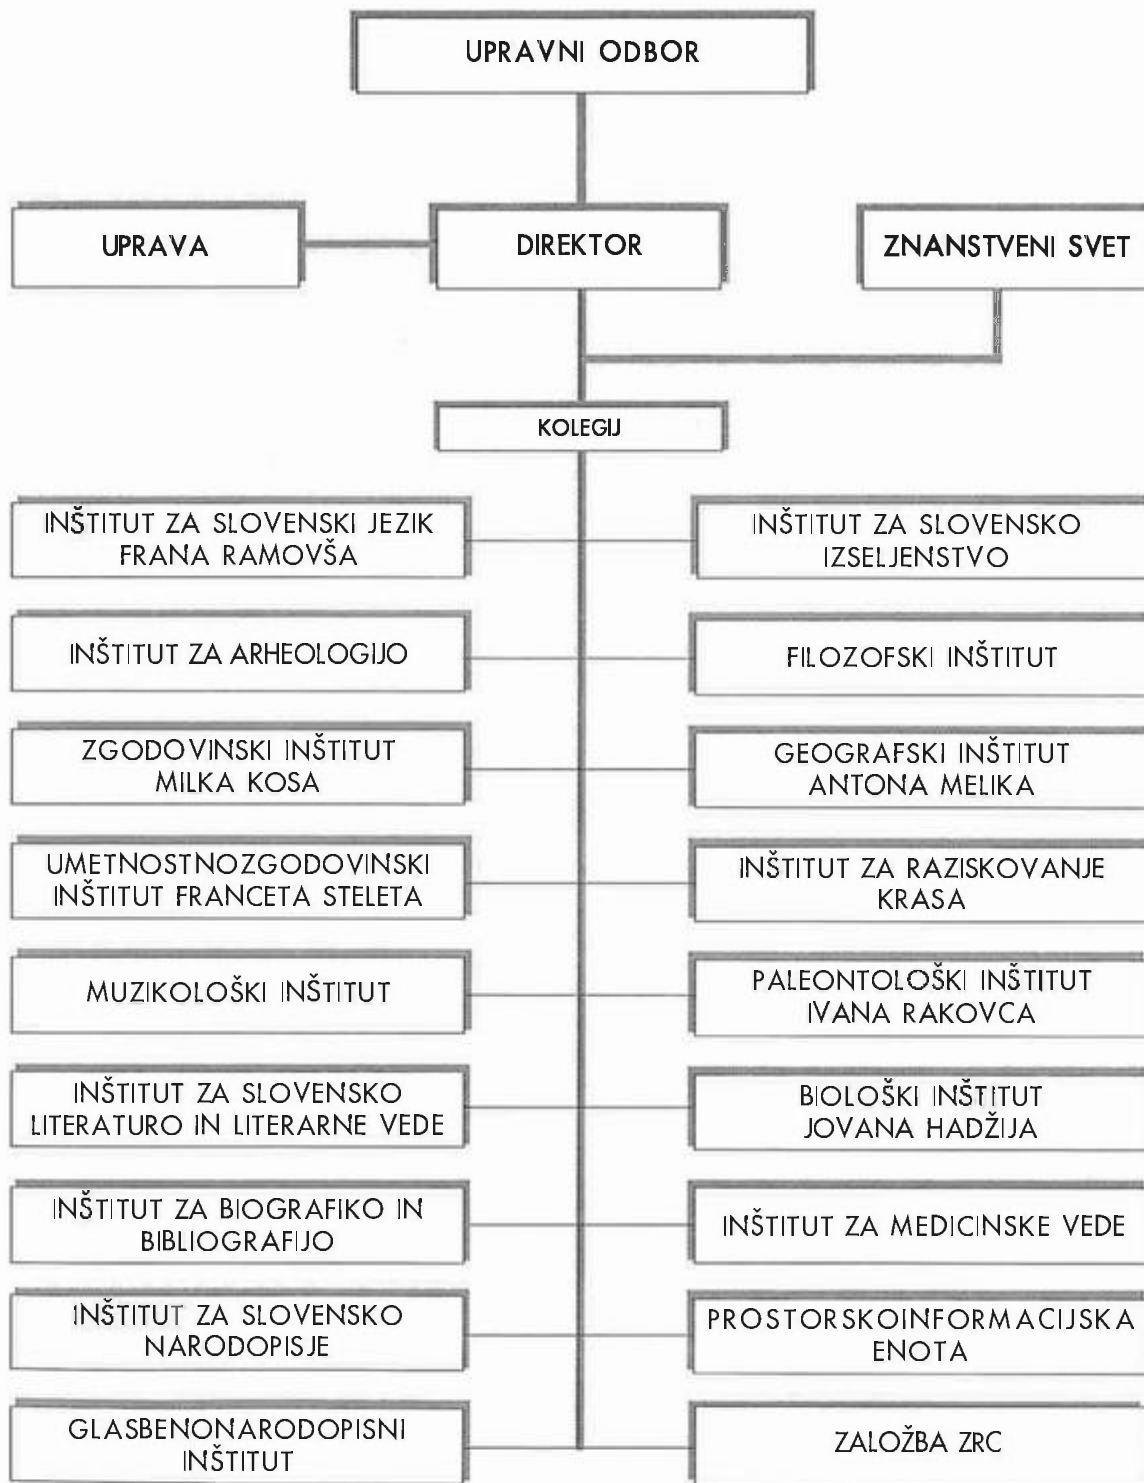 UPRAVNI ODBOR
UPRAVA
DIREKTOR
ZNANSTVENI SVET
KOLEGIJ
INŠTITUT ZA SLOVENSKI JEZIK
FRANA RAMOVŠA
INŠTITUT ZA SLOVENSKO
IZSELJENSTVO
INŠTITUT ZA ARHEOLOGIJO
FILOZOFSKI INŠTITUT
ZGODOVINSKI INŠTITUT
MILKA KOSA
GEOGRAFSKI INŠTITUT
ANTONA MELIKA
UMETNOSTNOZGODOVINSKI
INŠTITUT FRANCETA STELETA
INŠTITUT ZA RAZISKOVANJE
KRASA
MUZIKOLOŠKI INŠTITUT
PALEONTOLOŠKI INŠTITUT
IVANA RAKOVCA
INŠTITUT ZA SLOVENSKO
LITERATURO IN LITERARNE VEDE
BIOLOŠKI INŠTITUT
JOVANA HADŽIJA
INŠTITUT ZA BIOGRAFIKO IN
BIBLIOGRAFIJO
INŠTITUT ZA MEDICINSKE VEDE
INŠTITUT ZA SLOVENSKO
NARODOPISJE
PROSTORSKOINFORMACIJSKA
ENOTA
GLASBENONARODOPISNI
INŠTITUT
ZALOŽBA ZRC